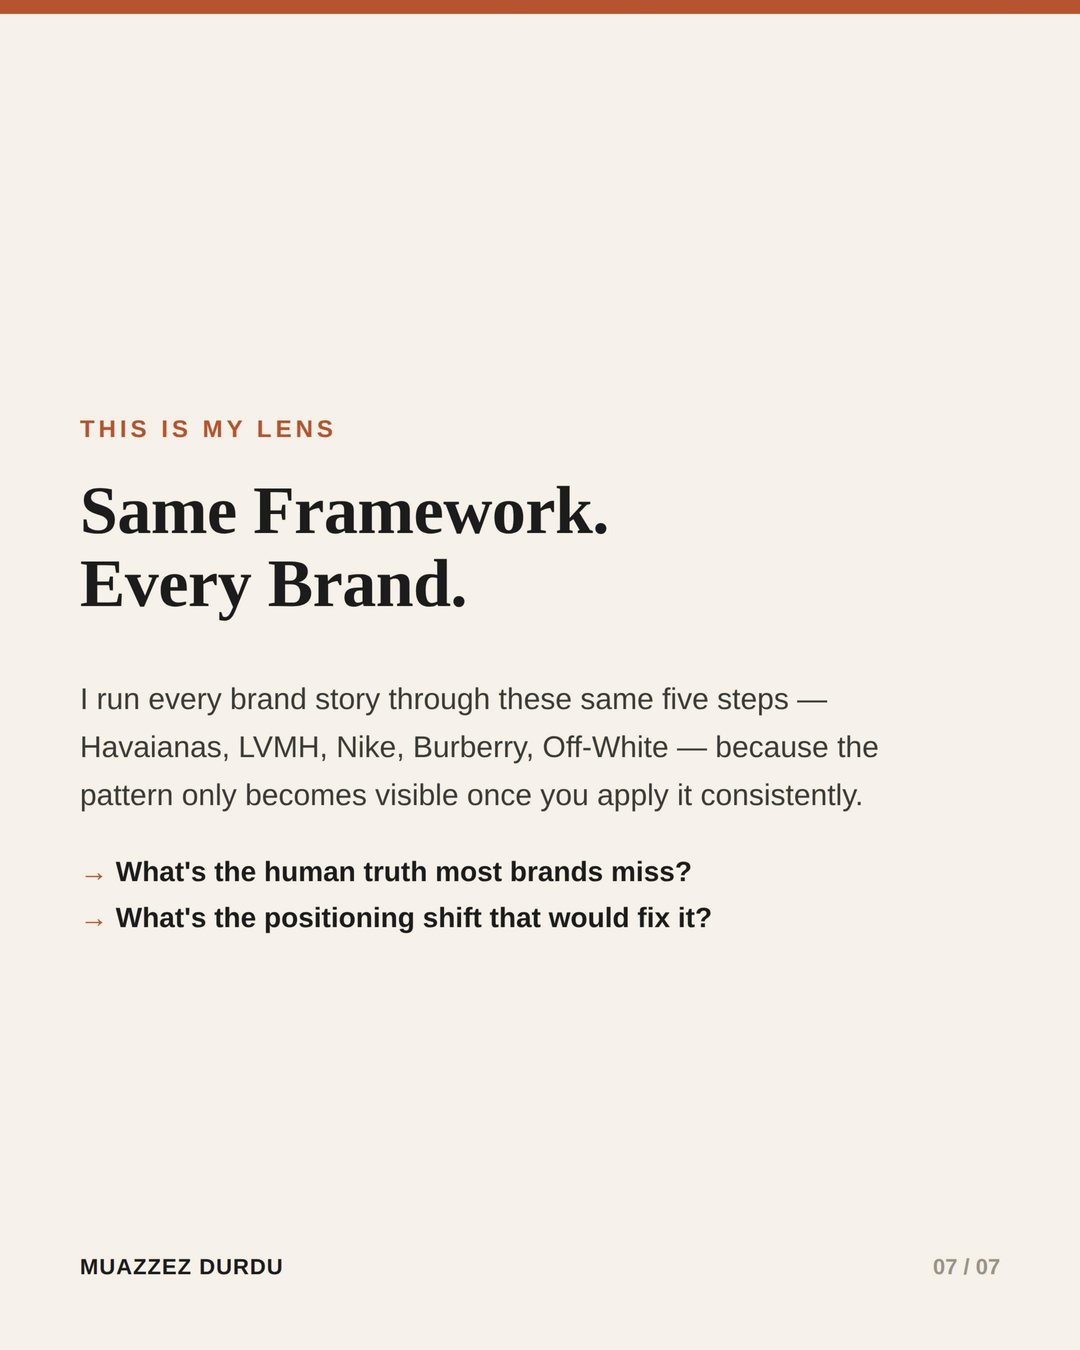 THIS IS MY LENS
Same Framework.
Every Brand.
I run every brand story through these same five steps —
Havaianas, LVMH, Nike, Burberry, Off-White — because the
pattern only becomes visible once you apply it consistently.
→ What's the human truth most brands miss?
→ What's the positioning shift that would fix it?
MUAZZEZ DURDU
07 / 07